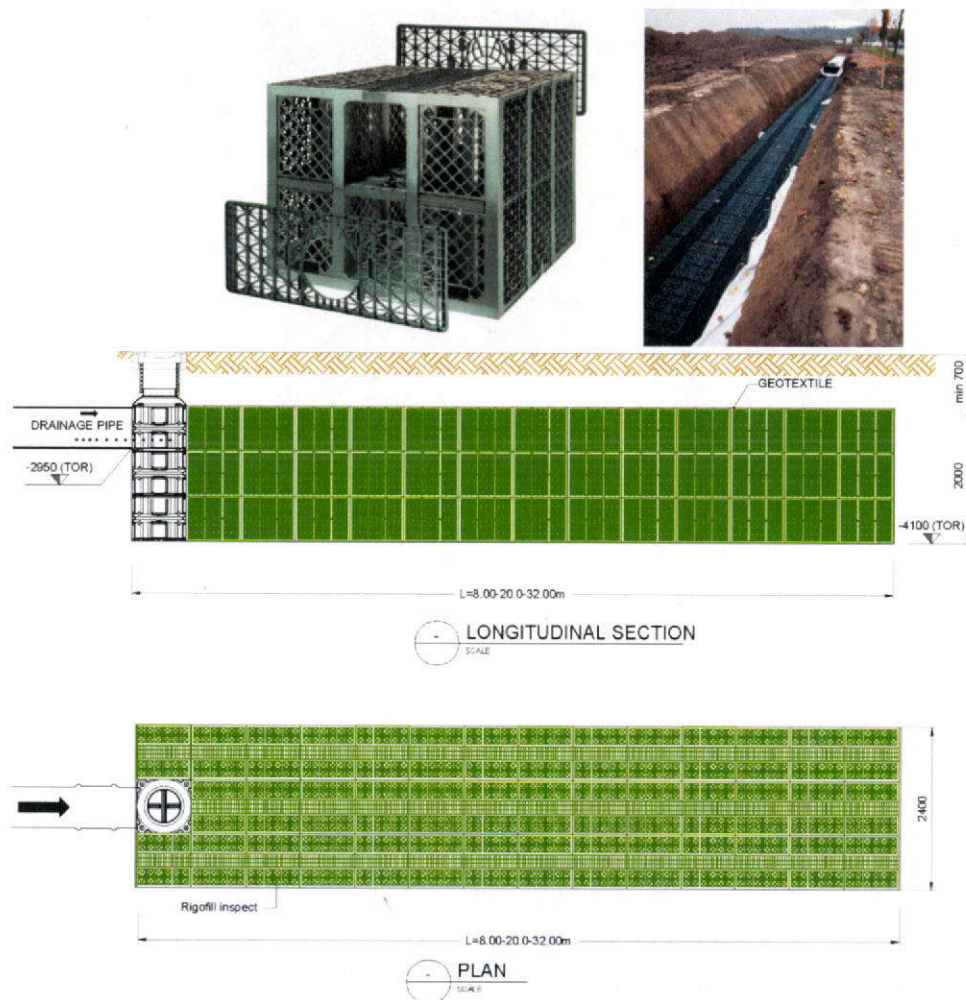 min 700
GEOTEXTILE
DRAINAGE PIPE
-2950 (TOR)
2000
-4100 (TOR)
L=8.00-20.0-32.00m
-
LONGITUDINAL SECTION
SCALE
2400
Rigofill inspect
L=8.00-20.0-32.00m
-
PLAN
SCALE